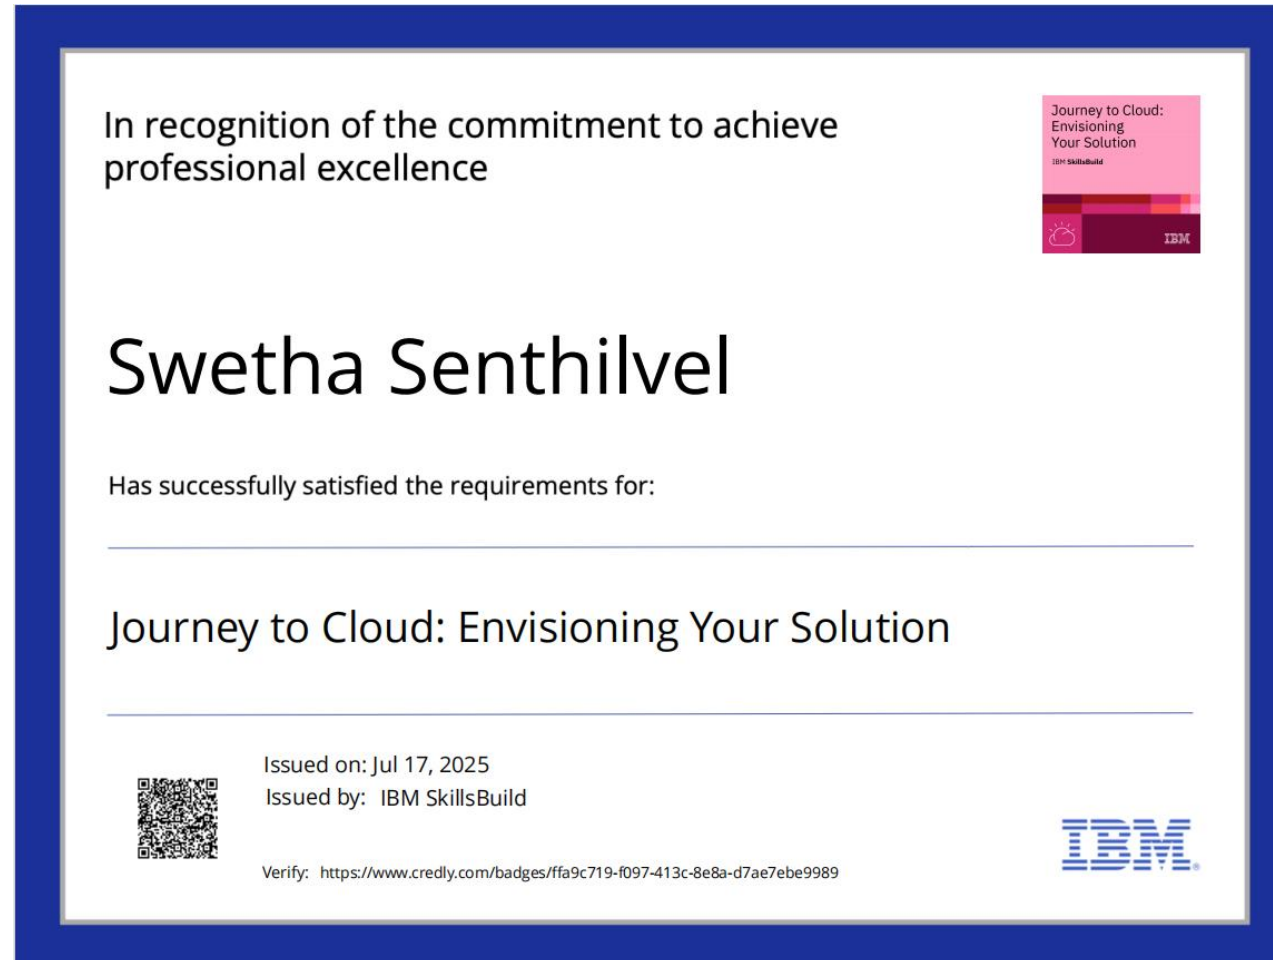 In recognition of the commitment to achieve
professional excellence
Journey to Cloud:
Envisioning
Your Solution
IBM SkillsBuild
IBM
Swetha Senthilvel
Has successfully satisfied the requirements for:
Journey to Cloud: Envisioning Your Solution
Issued on: Jul 17, 2025
Issued by: IBM SkillsBuild
Verify: https://www.credly.com/badges/ffa9c719-f097-413c-8e8a-d7ae7ebe9989
IBM®